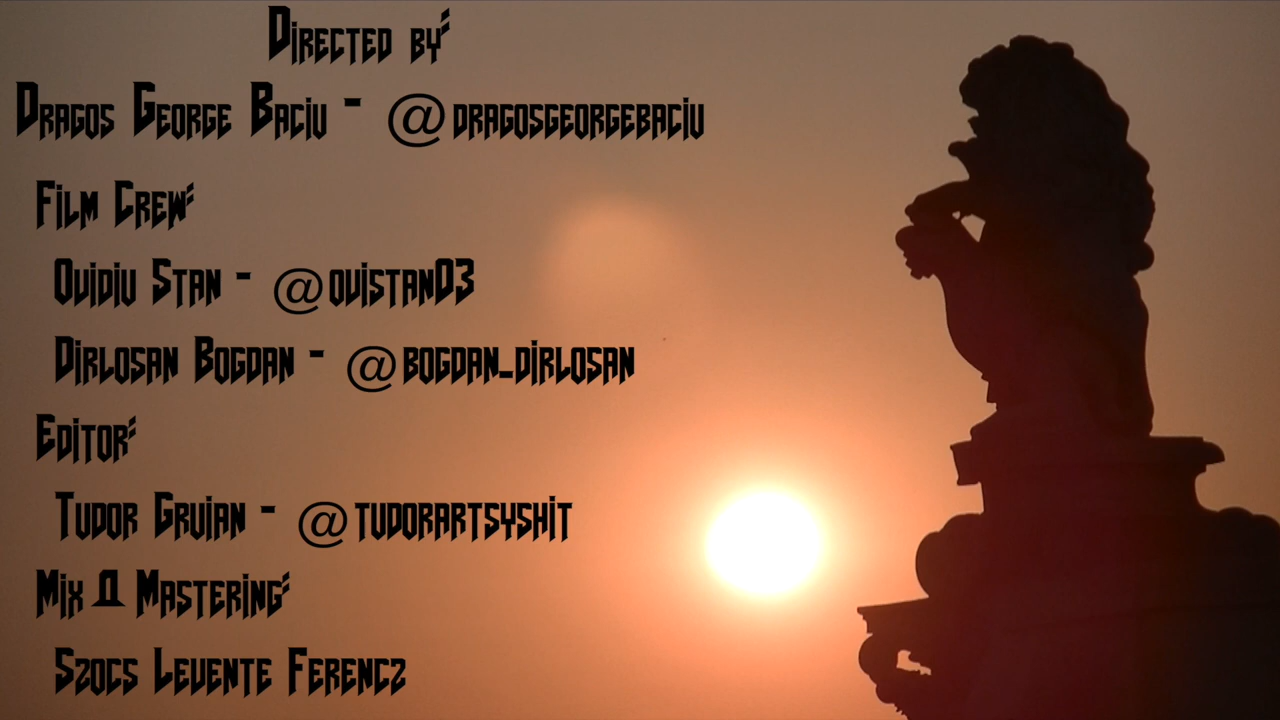 Directed by:
Dragos George Baciu - @dragosgeorgebaciu
Film Crew:
Ovidiu Stan - @ovistan03
Dirlosan Bogdan - @bogdan_dirlosan
Editor:
Tudor Gruian - @tudorartsyshit
Mix Д Mastering:
Szocs Levente Ferencz